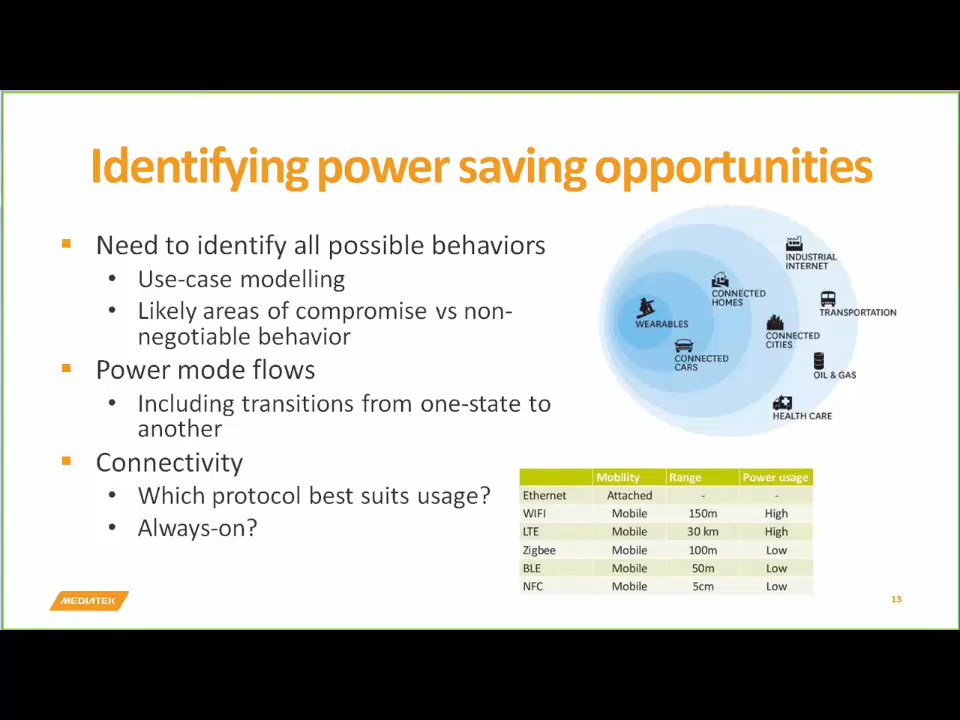 Identifying power saving opportunities
▪ Need to identify all possible behaviors
• Use-case modelling
• Likely areas of compromise vs non-
negotiable behavior
▪ Power mode flows
• Including transitions from one-state to
another
▪ Connectivity
• Which protocol best suits usage?
• Always-on?
INDUSTRIAL
INTERNET
CONNECTED
HOMES
TRANSPORTATION
WEARABLES
CONNECTED
CITIES
CONNECTED
CARS
OIL & GAS
HEALTH CARE
Mobility Range Power usage
Ethernet Attached - -
WIFI Mobile 150m High
LTE Mobile 30 km High
Zigbee Mobile 100m Low
BLE Mobile 50m Low
NFC Mobile 5cm Low
MEDIATEK
13